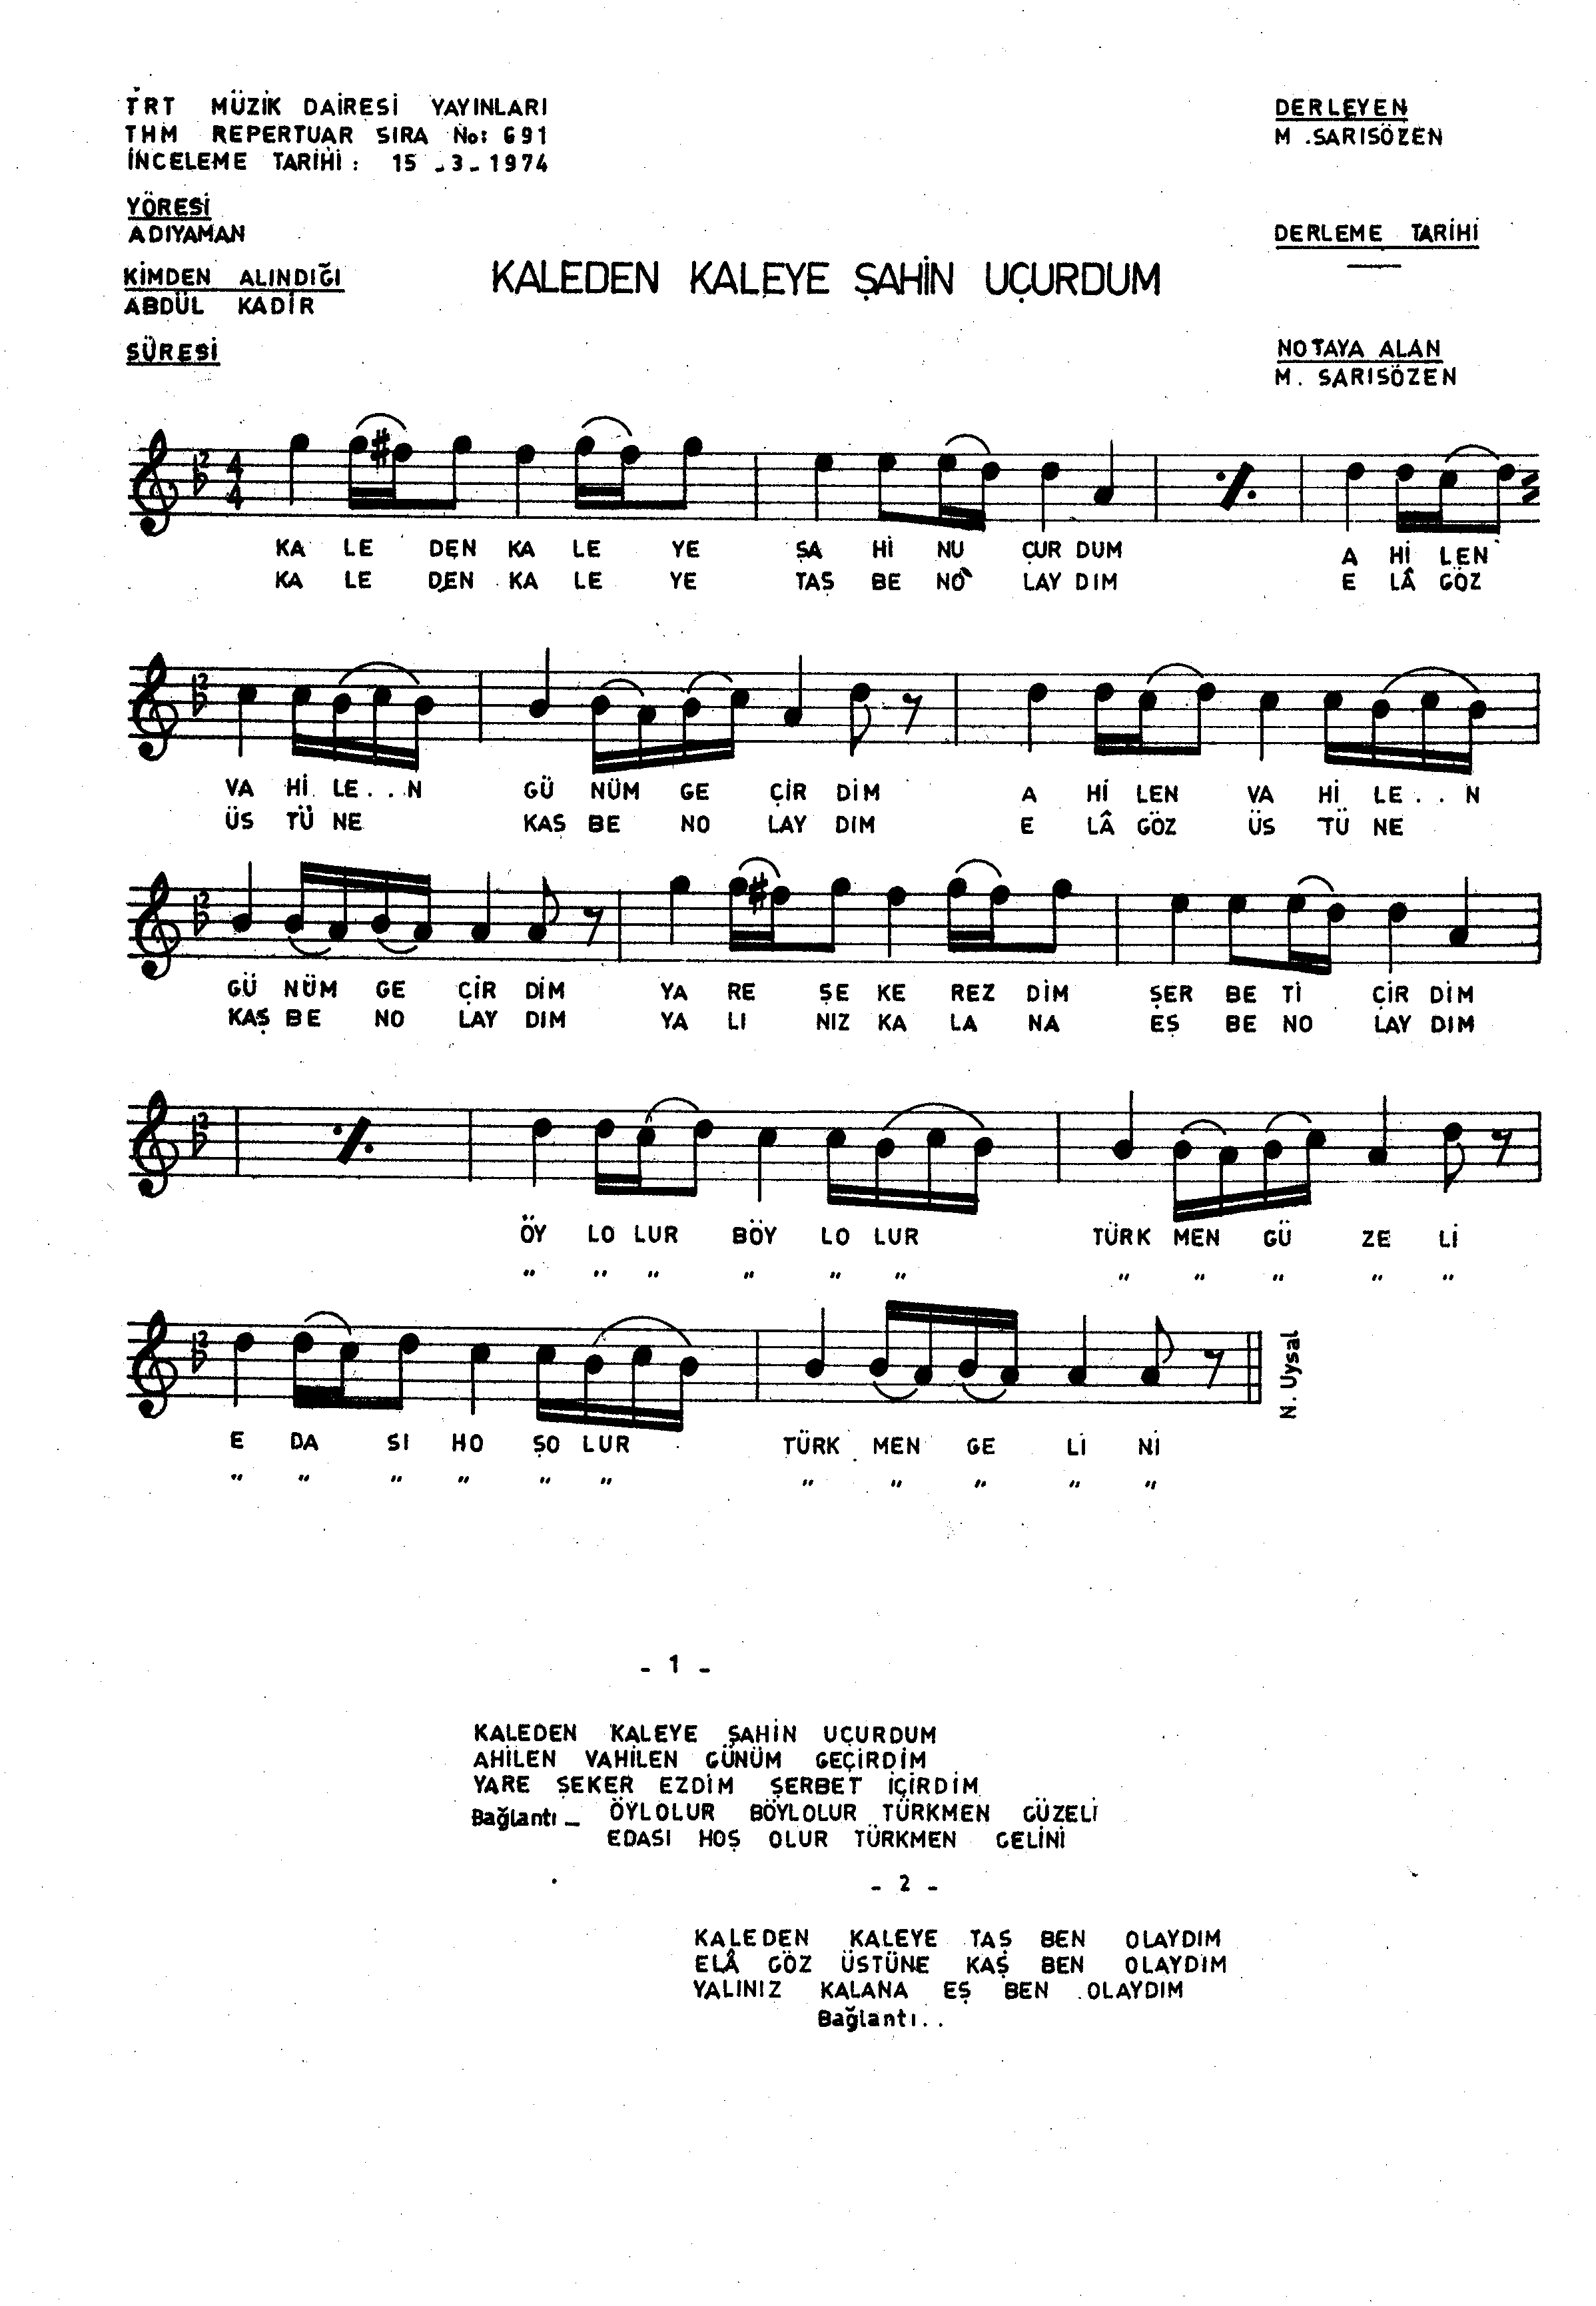 TRT MÜZİK DAİRESİ YAYINLARI
THM REPERTUAR SIRA No: 691
İNCELEME TARİHİ: 15-3-1974
DERLEYEN
M. SARISÖZEN
YÖRESİ
ADIYAMAN
DERLEME TARİHİ
—
KİMDEN ALINDIĞI
ABDÜL KADİR
KALEDEN KALEYE ŞAHİN UÇURDUM
SÜRESİ
NOTAYA ALAN
M. SARISÖZEN
2
4
4
KA LE DEN KA LE YE ŞA Hİ NU ÇUR DUM A Hİ LEN
KA LE DEN KA LE YE TAŞ BE NO LAY DIM E LÂ GÖZ
2
VA Hİ LE . . N GÜ NÜM GE ÇİR DİM A Hİ LEN VA Hİ LE . . N
ÜS TÜ NE KAŞ BE NO LAY DIM E LÂ GÖZ ÜS TÜ NE
2
GÜ NÜM GE ÇİR DİM YA RE ŞE KE REZ DİM ŞER BE Tİ ÇİR DİM
KAŞ BE NO LAY DIM YA LI NIZ KA LA NA EŞ BE NO LAY DIM
2
ÖY LO LUR BÖY LO LUR TÜRK MEN GÜ ZE Lİ
" " " " " " " " " " "
2
N. Uysal
E DA SI HO ŞO LUR TÜRK MEN GE Lİ Nİ
" " " " " " " " " " "
- 1 -
KALEDEN KALEYE ŞAHİN UÇURDUM
AHİLEN VAHİLEN GÜNÜM GEÇİRDİM
YARE ŞEKER EZDİM ŞERBET İÇİRDİM
Bağlantı — ÖYLOLUR BÖYLOLUR TÜRKMEN GÜZELİ
EDASI HOŞ OLUR TÜRKMEN GELİNİ
- 2 -
KALEDEN KALEYE TAŞ BEN OLAYDIM
ELÂ GÖZ ÜSTÜNE KAŞ BEN OLAYDIM
YALINIZ KALANA EŞ BEN OLAYDIM
Bağlantı..